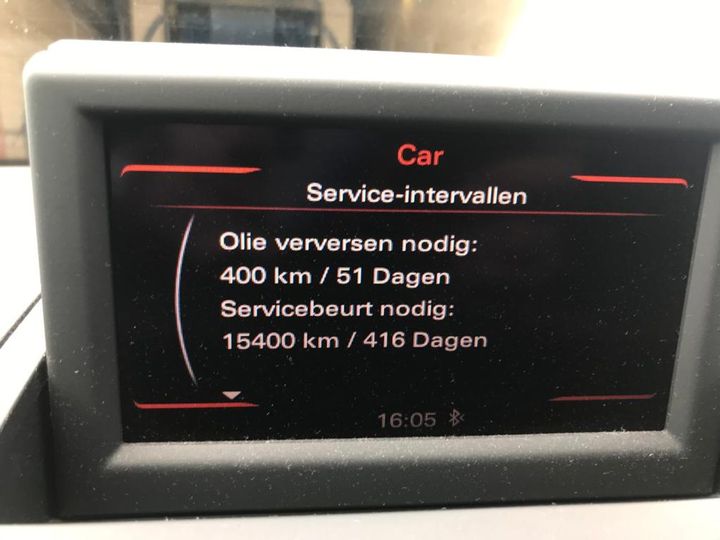 Car
Service-intervallen
Olie verversen nodig:
400 km / 51 Dagen
Servicebeurt nodig:
15400 km / 416 Dagen
16:05